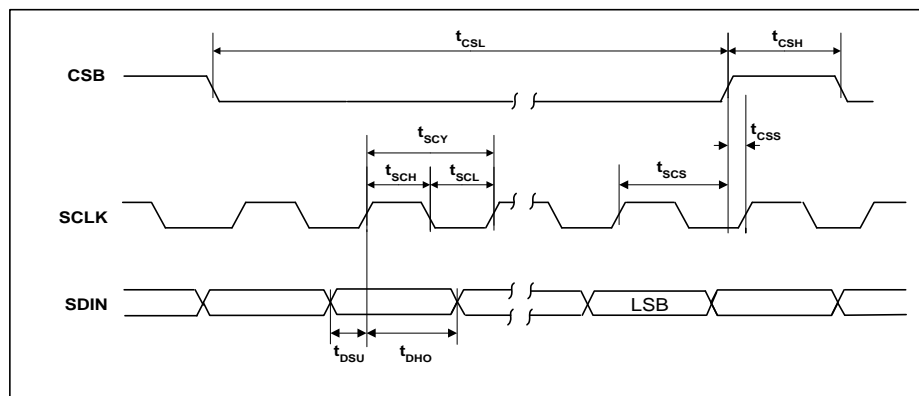 tCSL
tCSH
CSB
tCSS
tSCY
tSCH
tSCL
tSCS
SCLK
SDIN
LSB
tDSU
tDHO